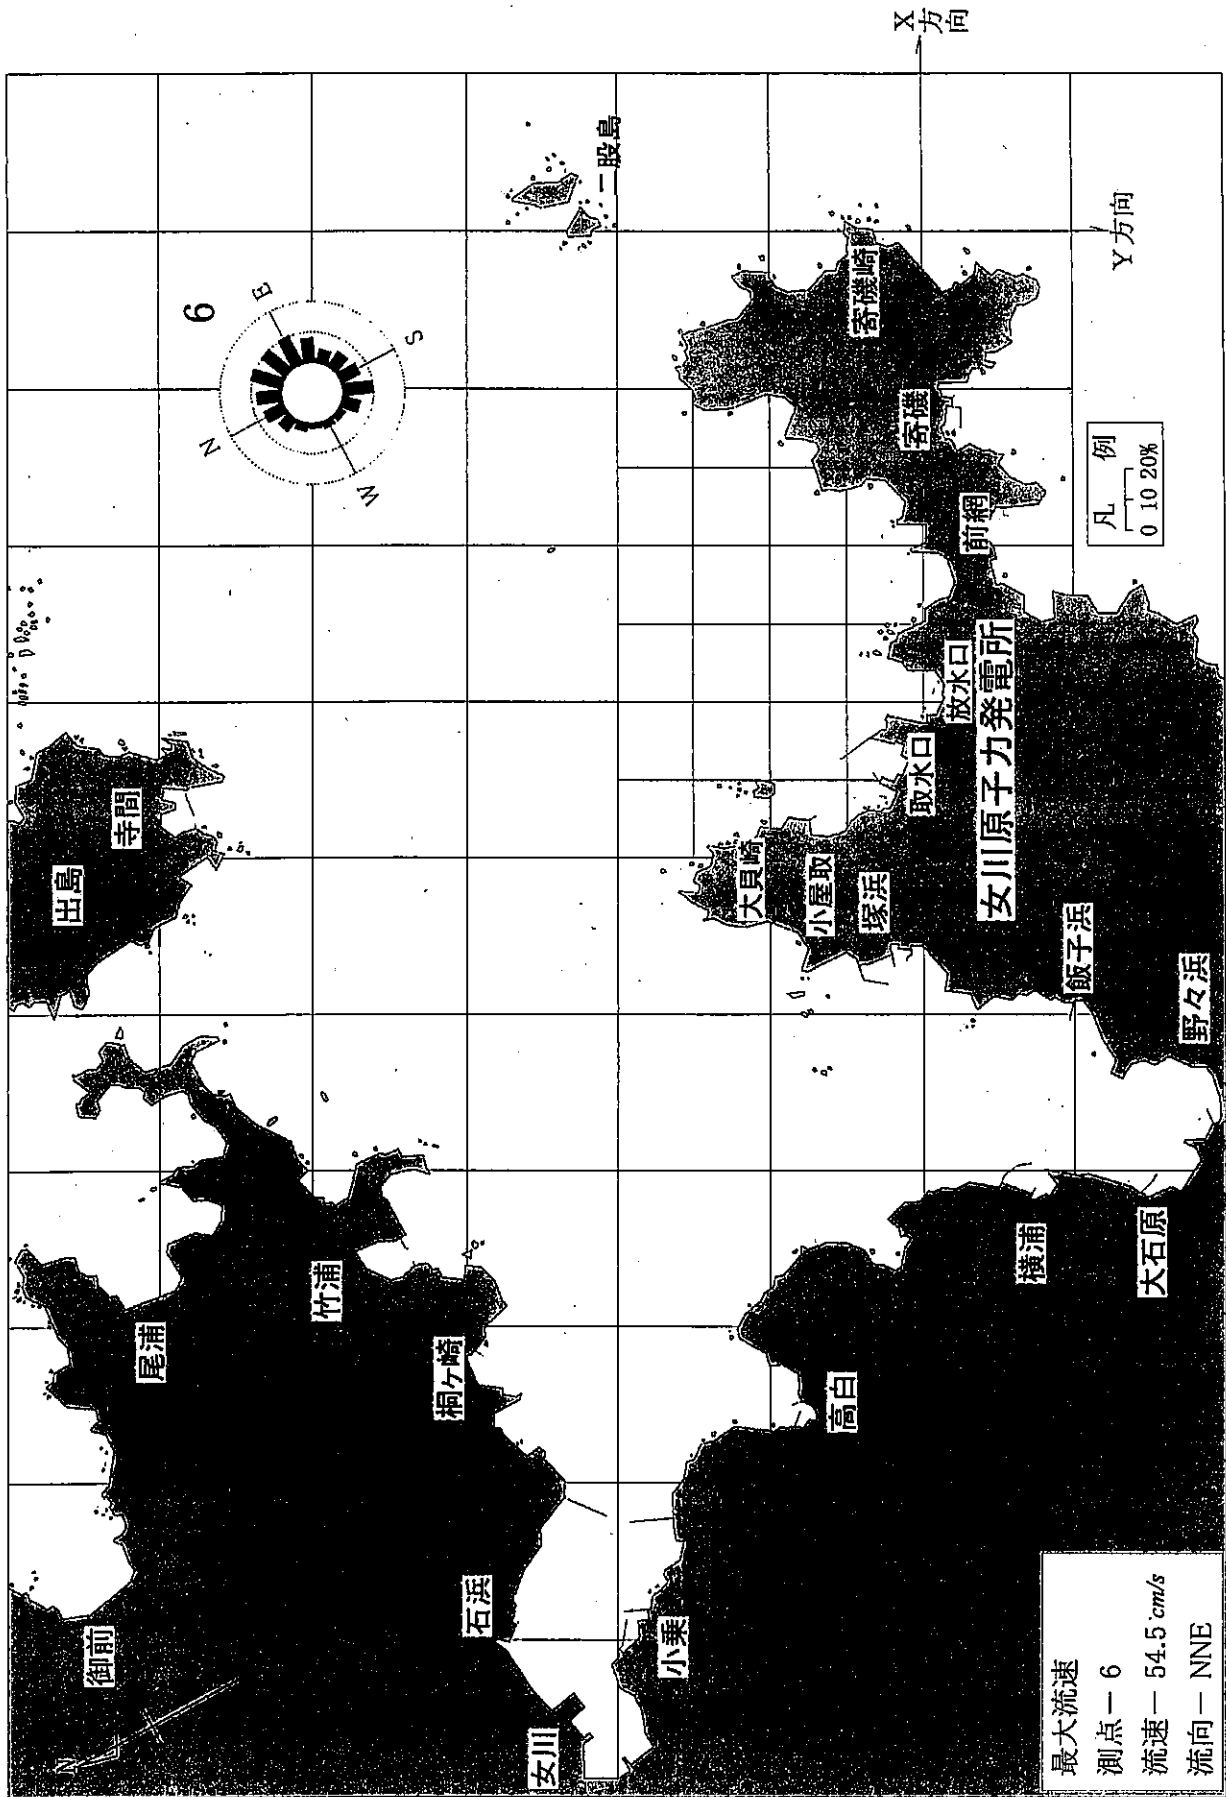 御前
尾浦
出島
寺間
竹浦
桐ヶ崎
石浜
女川
小乗
高白
横浦
大石原
野々浜
飯子浜
塚浜
小屋取
大貝崎
取水口
放水口
女川原子力発電所
前網
寄磯
寄磯崎
二股島
6
N
E
S
W
X方向
Y方向
凡 例
0 10 20%
最大流速
測点－6
流速－54.5 cm/s
流向－NNE